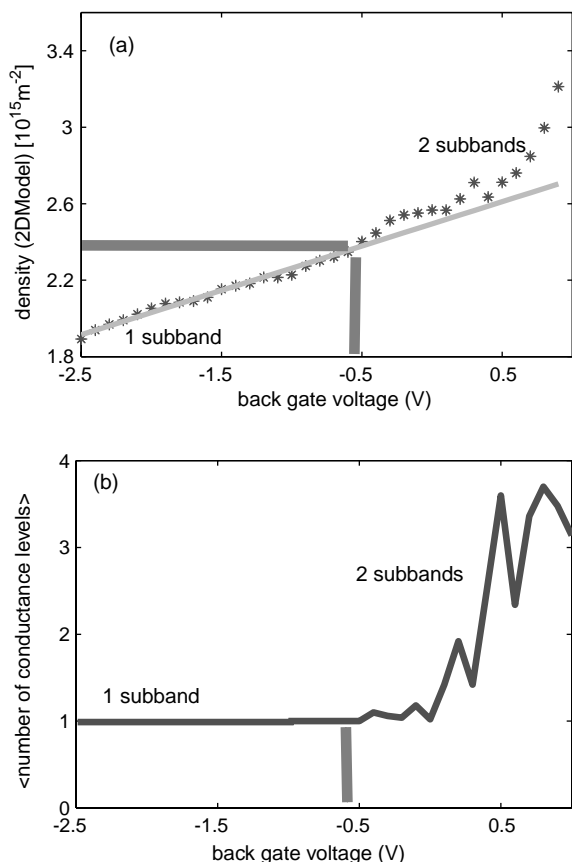 (a)
density (2DModel) [10¹⁵m⁻²]
3.6
3
2.6
2.2
1.8
2 subbands
1 subband
-2.5
-1.5
-0.5
0.5
back gate voltage (V)
(b)
<number of conductance levels>
4
3
2
1
0
2 subbands
1 subband
-2.5
-1.5
-0.5
0.5
back gate voltage (V)